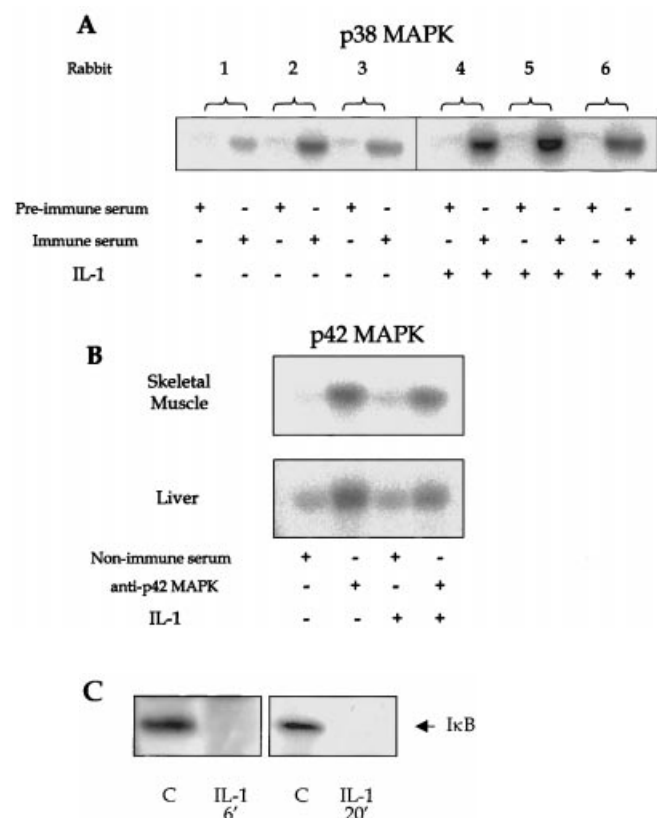 A
p38 MAPK
Rabbit 1 2 3 4 5 6
Pre-immune serum + - + - + - + - + - + -
Immune serum - + - + - + - + - + - +
IL-1 - - - - - - + + + + + +
B
p42 MAPK
Skeletal
Muscle
Liver
Non-immune serum + - + -
anti-p42 MAPK - + - +
IL-1 - - + +
C
IκB
C IL-1 C IL-1
6' 20'